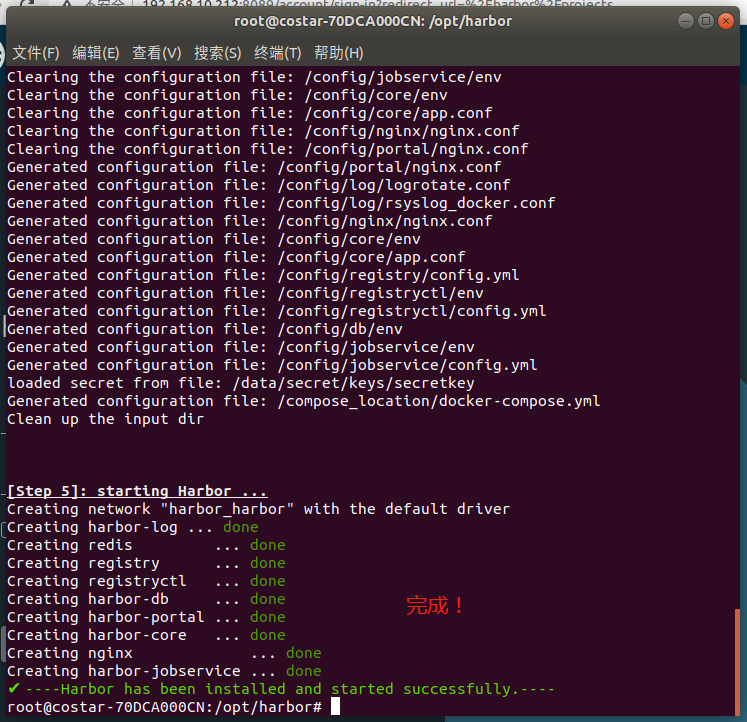 不安全 192.168.10.212:8089/account/sign-in?redirect_url=%2Fharbor%2Fprojects
root@costar-70DCA000CN: /opt/harbor
文件(F) 编辑(E) 查看(V) 搜索(S) 终端(T) 帮助(H)
Clearing the configuration file: /config/jobservice/env
Clearing the configuration file: /config/core/env
Clearing the configuration file: /config/core/app.conf
Clearing the configuration file: /config/nginx/nginx.conf
Clearing the configuration file: /config/portal/nginx.conf
Generated configuration file: /config/portal/nginx.conf
Generated configuration file: /config/log/logrotate.conf
Generated configuration file: /config/log/rsyslog_docker.conf
Generated configuration file: /config/nginx/nginx.conf
Generated configuration file: /config/core/env
Generated configuration file: /config/core/app.conf
Generated configuration file: /config/registry/config.yml
Generated configuration file: /config/registryctl/env
Generated configuration file: /config/registryctl/config.yml
Generated configuration file: /config/db/env
Generated configuration file: /config/jobservice/env
Generated configuration file: /config/jobservice/config.yml
loaded secret from file: /data/secret/keys/secretkey
Generated configuration file: /compose_location/docker-compose.yml
Clean up the input dir
[Step 5]: starting Harbor ...
Creating network "harbor_harbor" with the default driver
Creating harbor-log ... done
Creating redis ... done
Creating registry ... done
Creating registryctl ... done
Creating harbor-db ... done
完成！
Creating harbor-portal ... done
Creating harbor-core ... done
Creating nginx ... done
Creating harbor-jobservice ... done
✔ ----Harbor has been installed and started successfully.----
root@costar-70DCA000CN:/opt/harbor#